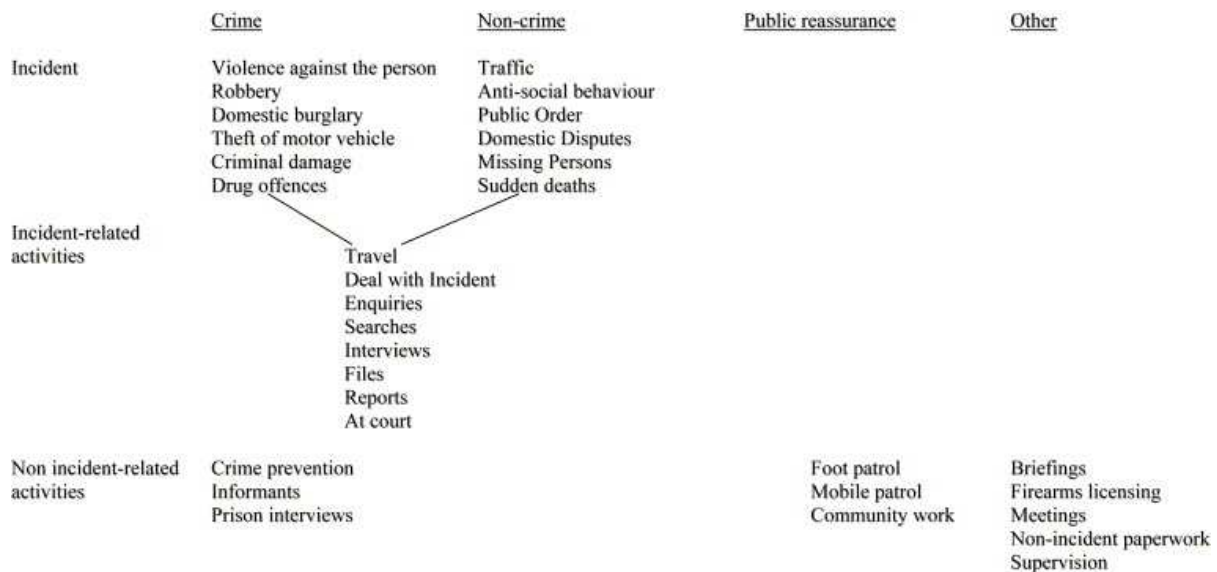 Crime Non-crime Public reassurance Other
Incident Violence against the person Traffic
Robbery Anti-social behaviour
Domestic burglary Public Order
Theft of motor vehicle Domestic Disputes
Criminal damage Missing Persons
Drug offences Sudden deaths
Incident-related
activities
Travel
Deal with Incident
Enquiries
Searches
Interviews
Files
Reports
At court
Non incident-related Crime prevention Foot patrol Briefings
activities Informants Mobile patrol Firearms licensing
Prison interviews Community work Meetings
Non-incident paperwork
Supervision